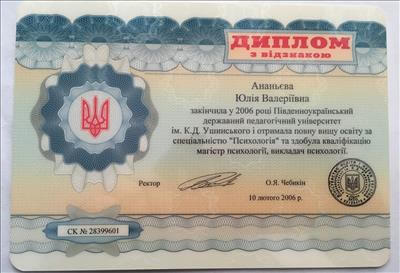 ДИПЛОМ
З ВІДЗНАКОЮ
Ананьєва
Юлія Валеріївна
закінчила у 2006 році Південноукраїнський
державний педагогічний університет
ім. К.Д. Ушинського і отримала повну вищу освіту за
спеціальністю "Психологія" та здобула кваліфікацію
магістр психології, викладач психології.
Ректор О.Я. Чебикін
10 лютого 2006 р.
СК № 28399601